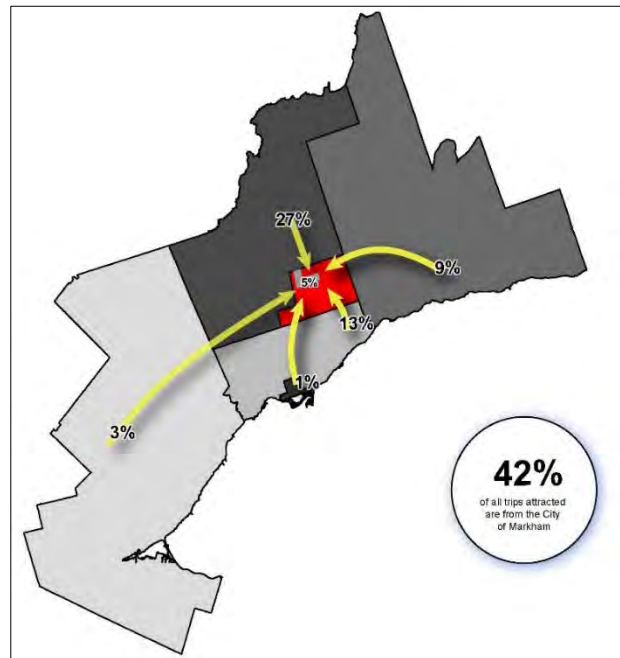 27%
9%
5%
13%
1%
3%
42%
of all trips attracted
are from the City
of Markham